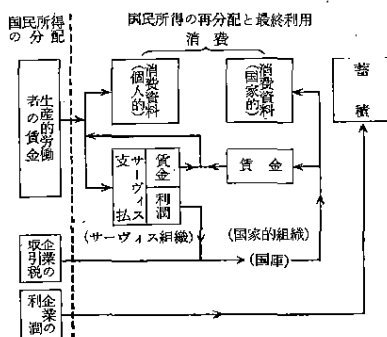 国民所得
の分配
国民所得の再分配と最終利用
消費
蓄積
生産的労働
者の賃金
消費資料
(個人的)
消費資料
(国家的)
支払
サーヴィス
賃金
利潤
賃金
(サーヴィス組織)
(国家的組織)
企業の
取引税
(国庫)
企業の
利潤